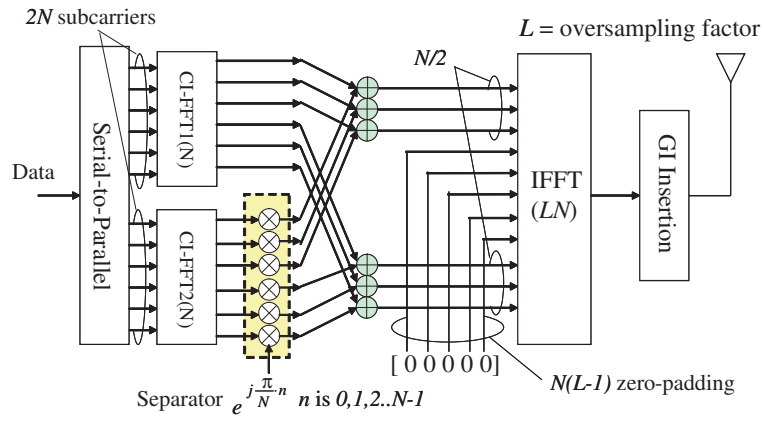 2N subcarriers
L = oversampling factor
N/2
CI-FFT1(N)
Serial-to-Parallel
Data
IFFT
(LN)
GI Insertion
CI-FFT2(N)
[ 0 0 0 0 0]
Separator e^{j\frac{π}{N}·n} n is 0,1,2..N-1
N(L-1) zero-padding